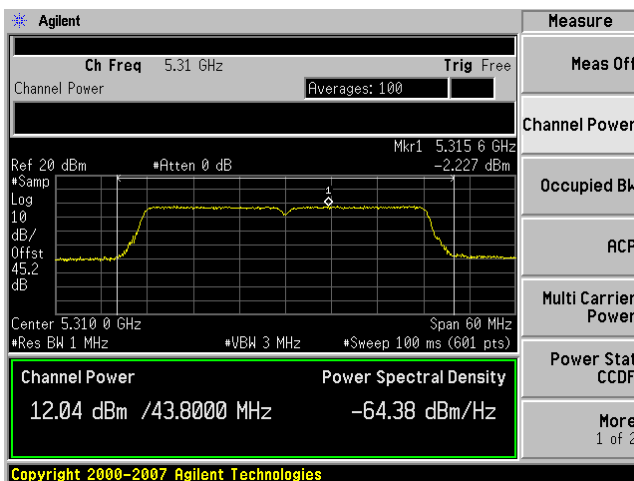 Agilent
Measure
Ch Freq 5.31 GHz Trig Free
Meas Off
Channel Power
Averages: 100
Channel Power
Mkr1 5.315 6 GHz
Ref 20 dBm #Atten 0 dB -2.227 dBm
#Samp
Log
10
dB/
Offst
45.2
dB
1
Occupied BW
ACP
Multi Carrier
Power
Center 5.310 0 GHz Span 60 MHz
#Res BW 1 MHz #VBW 3 MHz #Sweep 100 ms (601 pts)
Power Stat
CCDF
Channel Power Power Spectral Density
12.04 dBm /43.8000 MHz -64.38 dBm/Hz
More
1 of 2
Copyright 2000-2007 Agilent Technologies